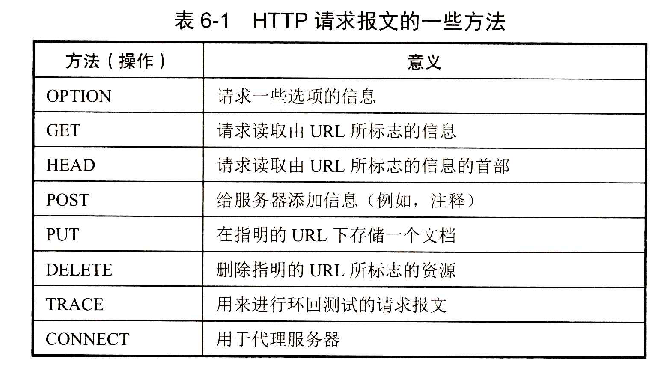 表 6-1 HTTP 请求报文的一些方法
方法（操作） 意义
OPTION 请求一些选项的信息
GET 请求读取由 URL 所标志的信息
HEAD 请求读取由 URL 所标志的信息的首部
POST 给服务器添加信息（例如，注释）
PUT 在指明的 URL 下存储一个文档
DELETE 删除指明的 URL 所标志的资源
TRACE 用来进行环回测试的请求报文
CONNECT 用于代理服务器